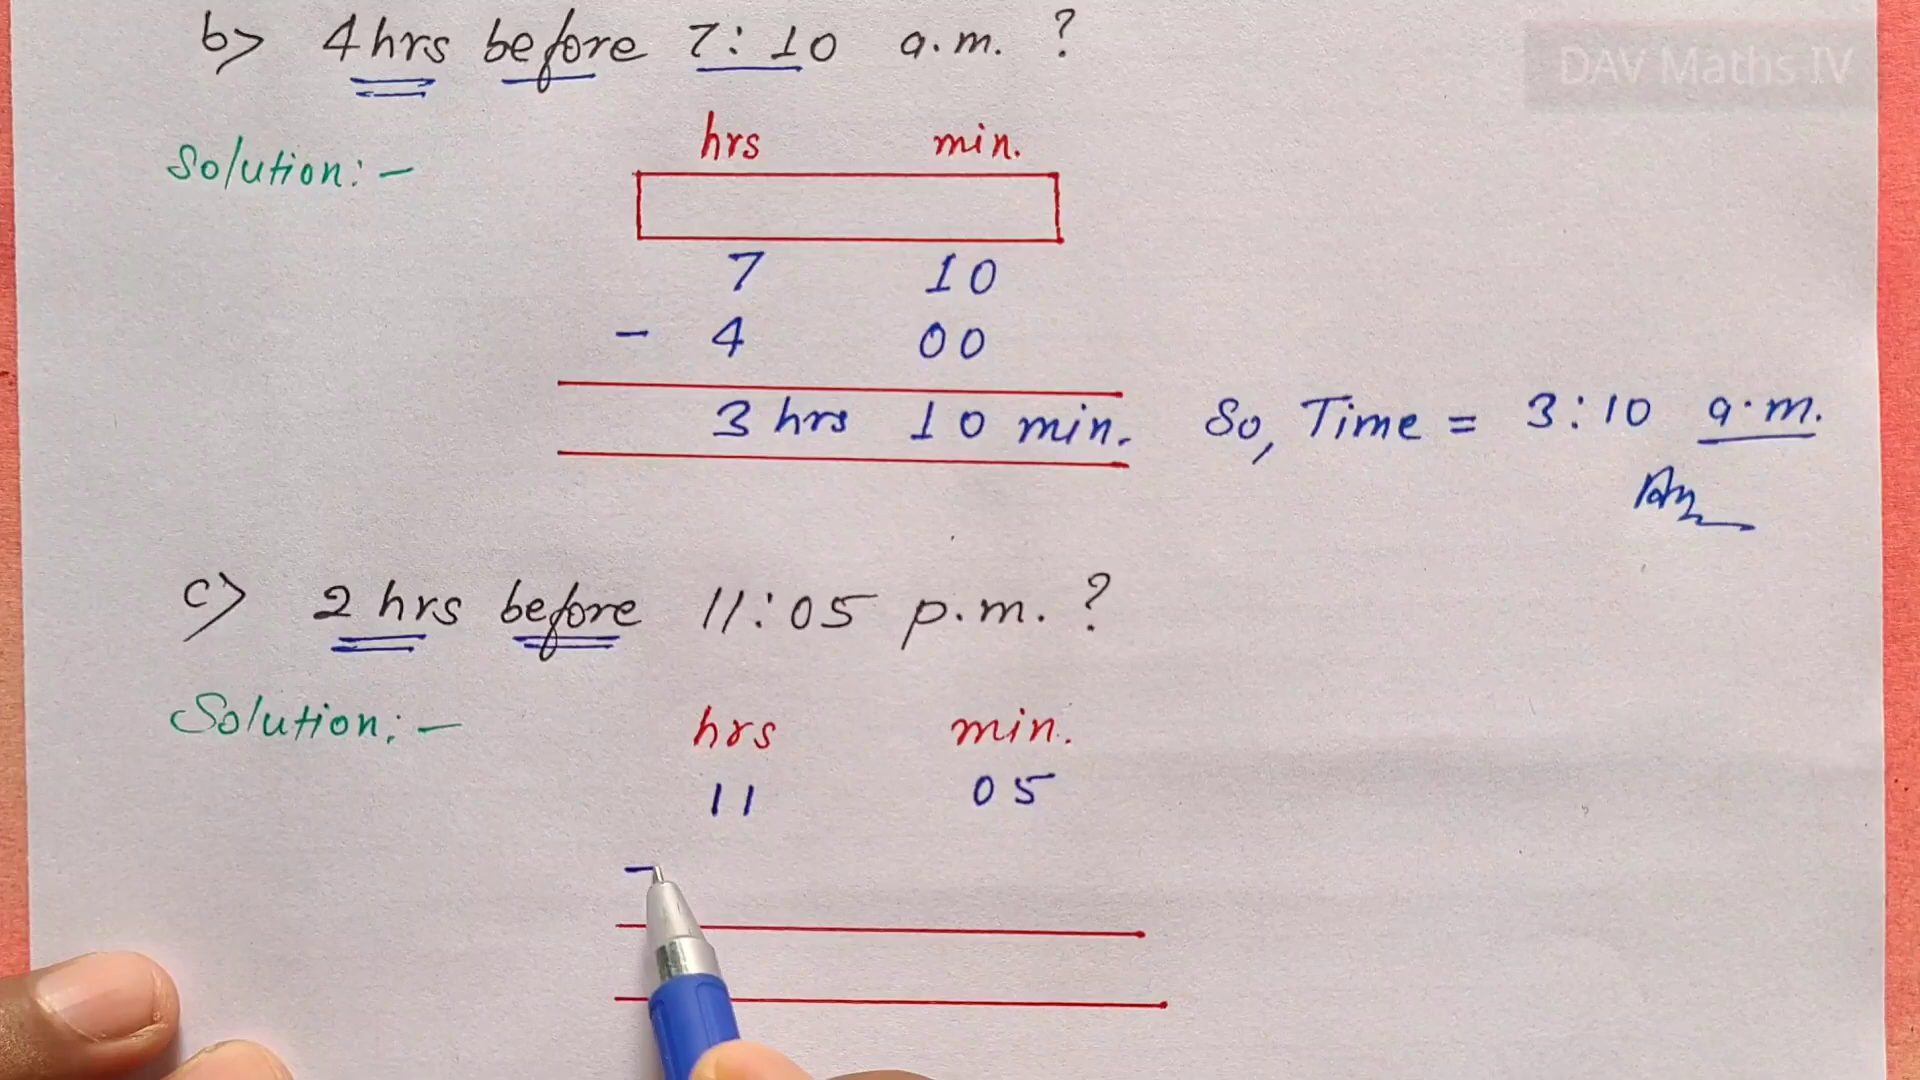 b> 4 hrs before 7:10 a.m. ?
DAV Maths IV
Solution:-
hrs min.
7 10
- 4 00
3 hrs 10 min. So, Time = 3:10 a.m.
Ans
c> 2 hrs before 11:05 p.m. ?
Solution:-
hrs min.
11 05
-